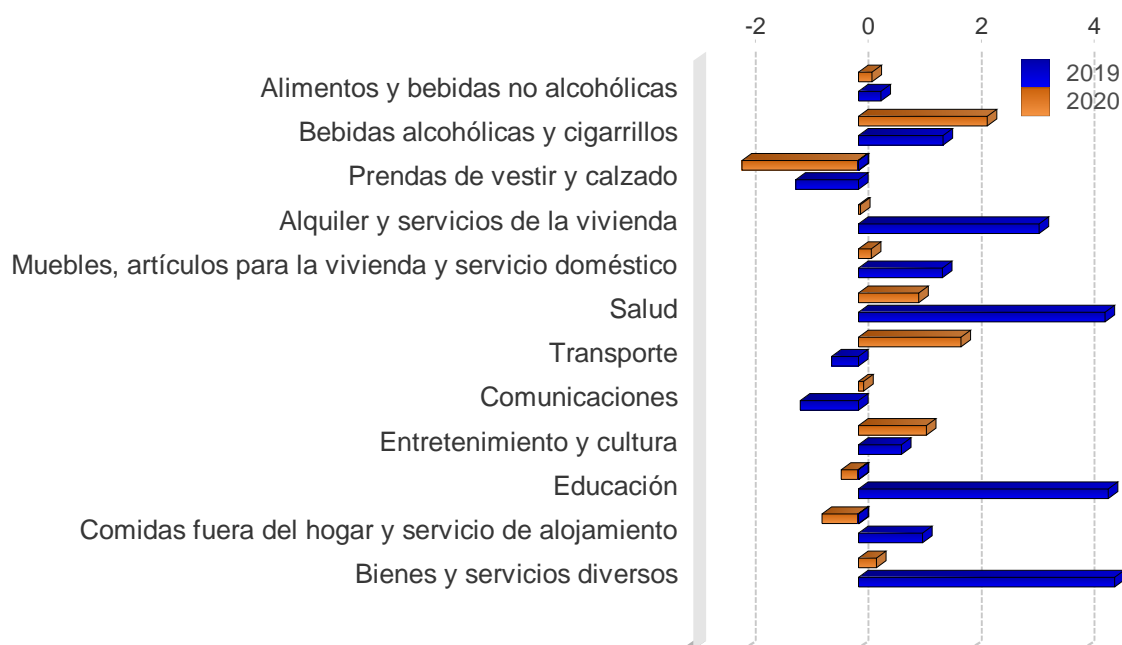 -2 0 2 4
2019
2020
Alimentos y bebidas no alcohólicas
Bebidas alcohólicas y cigarrillos
Prendas de vestir y calzado
Alquiler y servicios de la vivienda
Muebles, artículos para la vivienda y servicio doméstico
Salud
Transporte
Comunicaciones
Entretenimiento y cultura
Educación
Comidas fuera del hogar y servicio de alojamiento
Bienes y servicios diversos